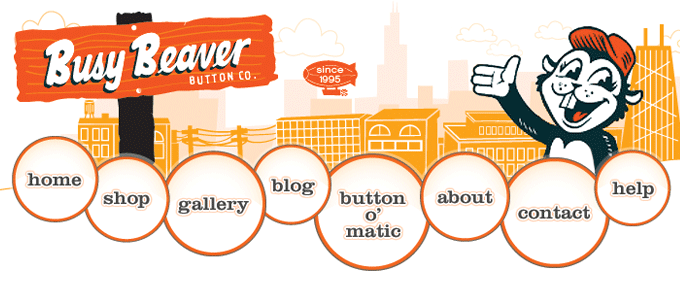 Busy Beaver
BUTTON CO.
since
1995
home
shop
gallery
blog
button
o'
matic
about
contact
help